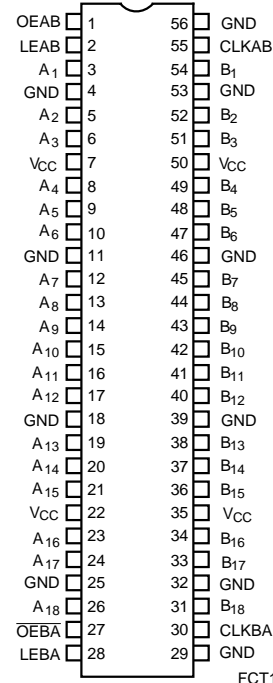 OEAB 1 56 GND
LEAB 2 55 CLKAB
A1 3 54 B1
GND 4 53 GND
A2 5 52 B2
A3 6 51 B3
VCC 7 50 VCC
A4 8 49 B4
A5 9 48 B5
A6 10 47 B6
GND 11 46 GND
A7 12 45 B7
A8 13 44 B8
A9 14 43 B9
A10 15 42 B10
A11 16 41 B11
A12 17 40 B12
GND 18 39 GND
A13 19 38 B13
A14 20 37 B14
A15 21 36 B15
VCC 22 35 VCC
A16 23 34 B16
A17 24 33 B17
GND 25 32 GND
A18 26 31 B18
O̅E̅B̅A̅ 27 30 CLKBA
LEBA 28 29 GND